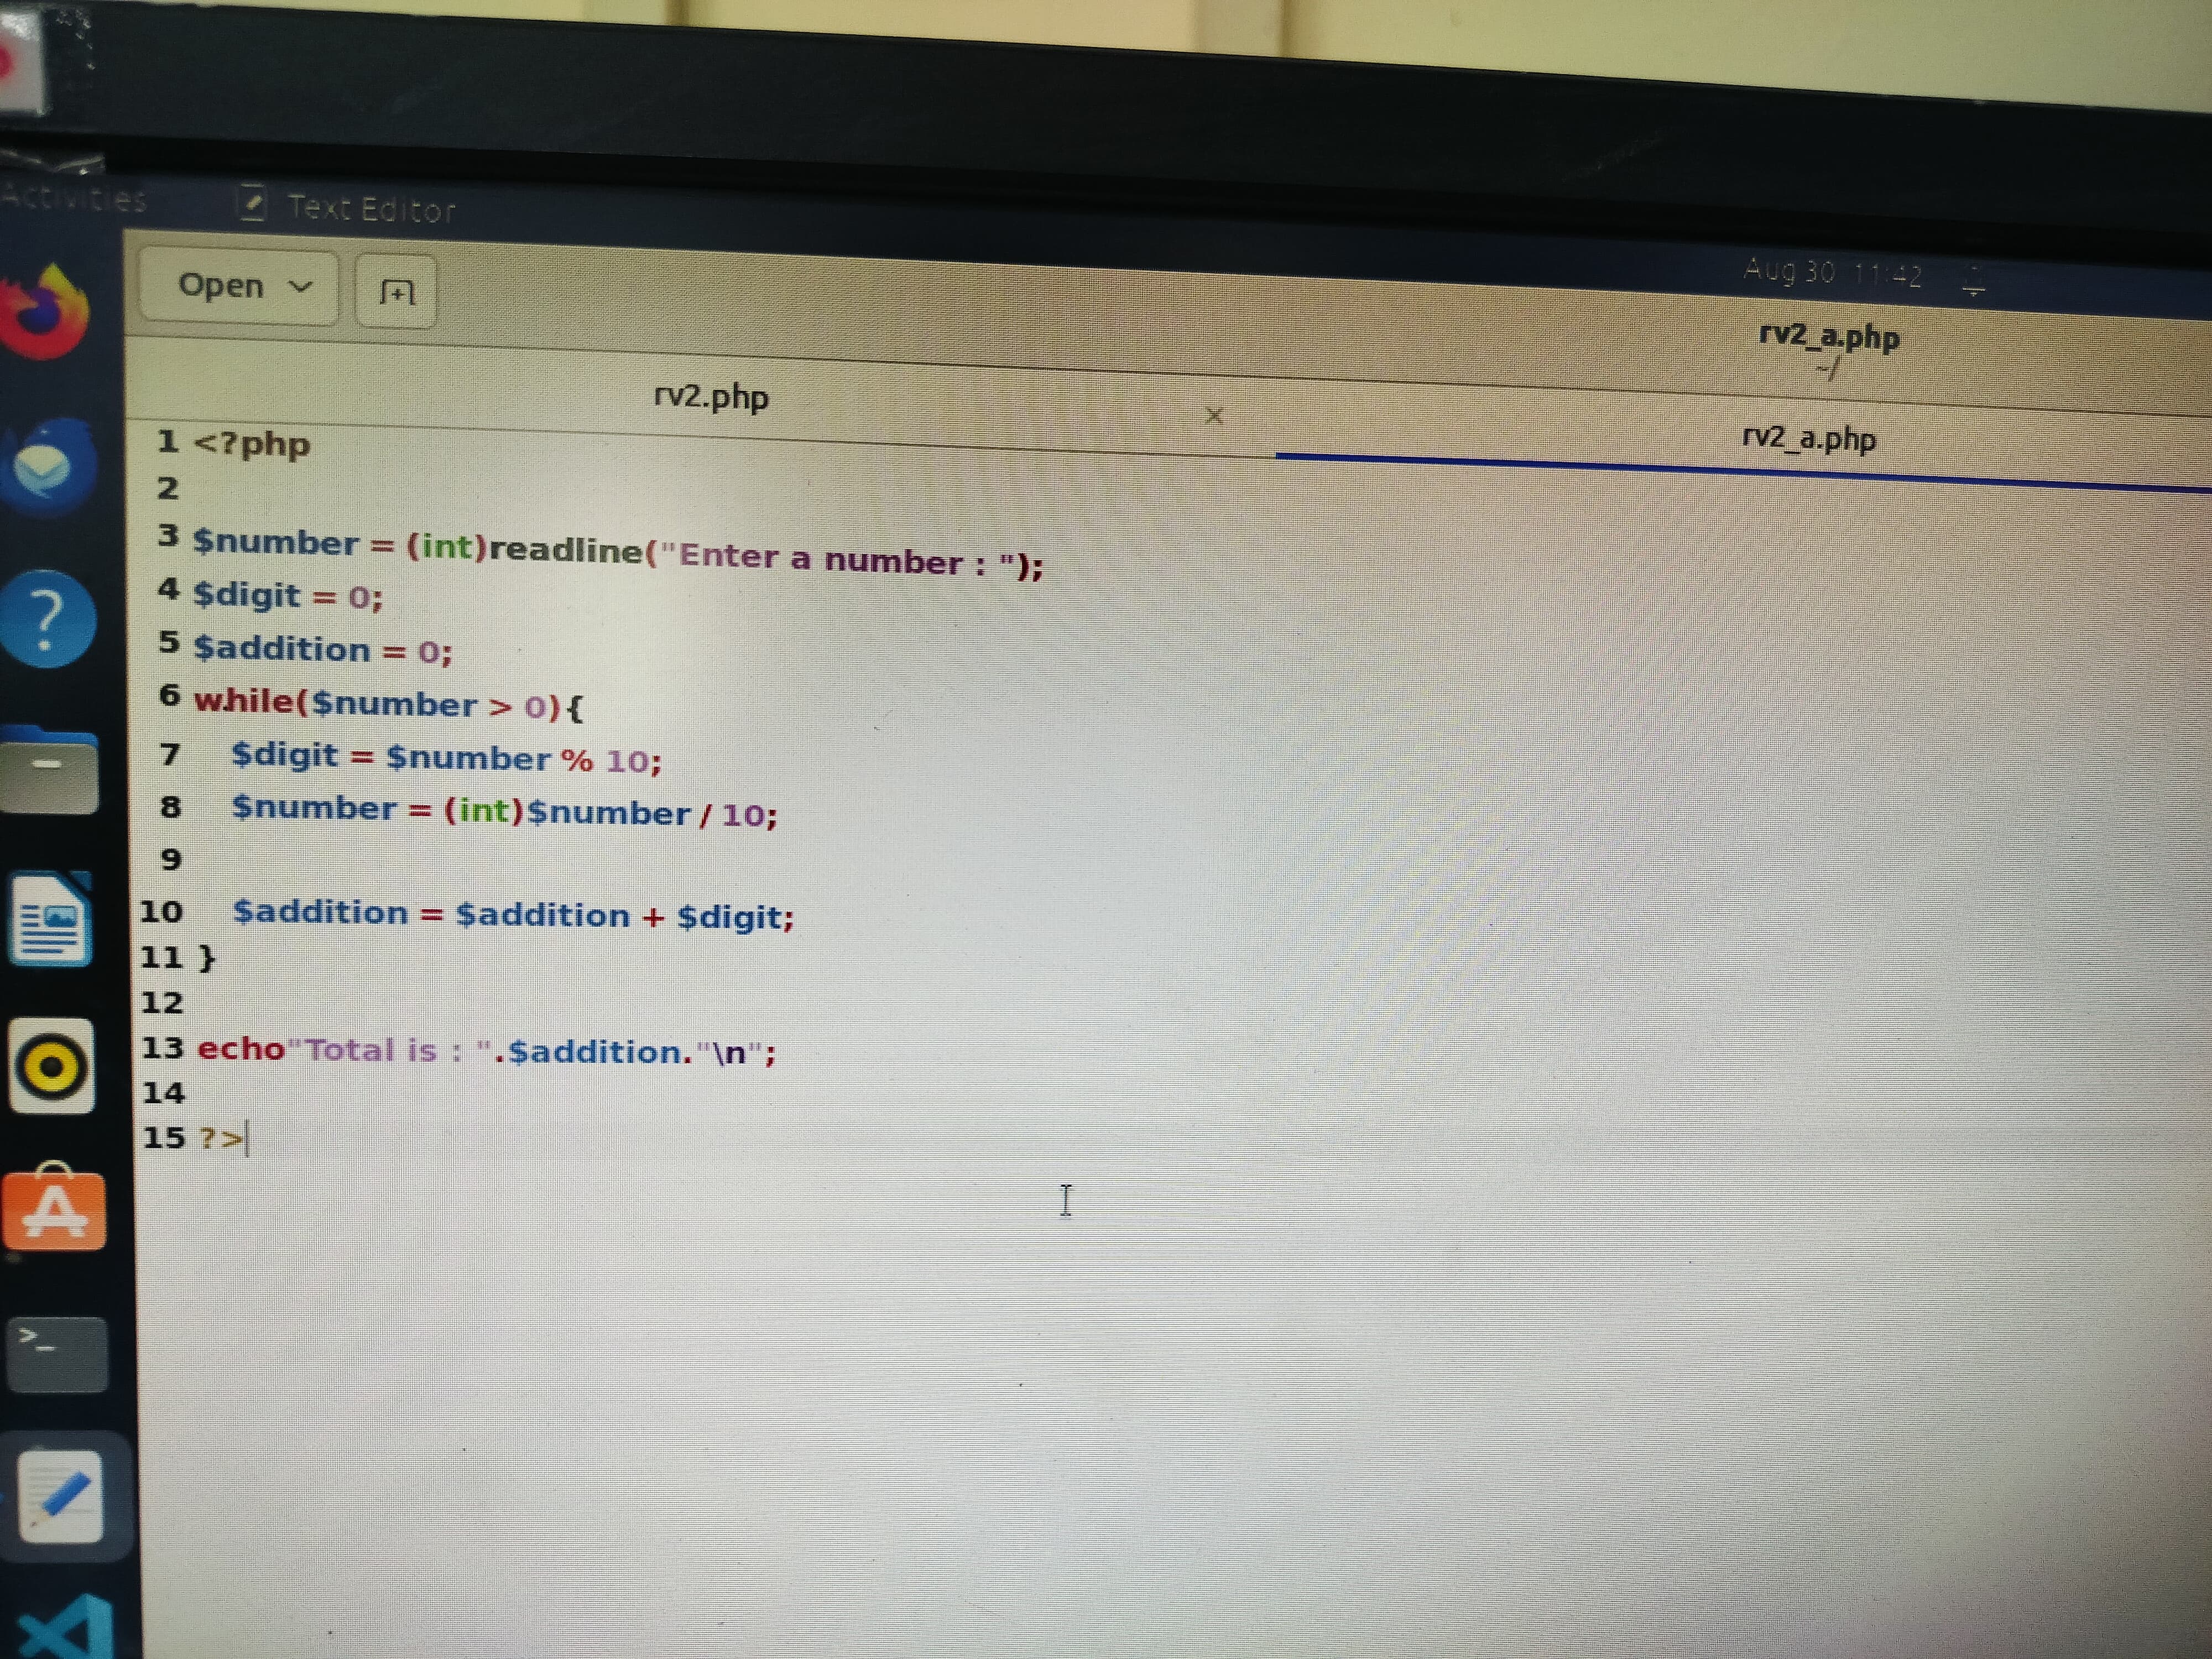 Activities
Text Editor
Aug 30 11:42
Open
rv2_a.php
~/
rv2.php
rv2_a.php
1 <?php
2
3 $number = (int)readline("Enter a number : ");
4 $digit = 0;
5 $addition = 0;
6 while($number > 0){
7 $digit = $number % 10;
8 $number = (int)$number / 10;
9
10 $addition = $addition + $digit;
11 }
12
13 echo"Total is : ".$addition."\n";
14
15 ?>